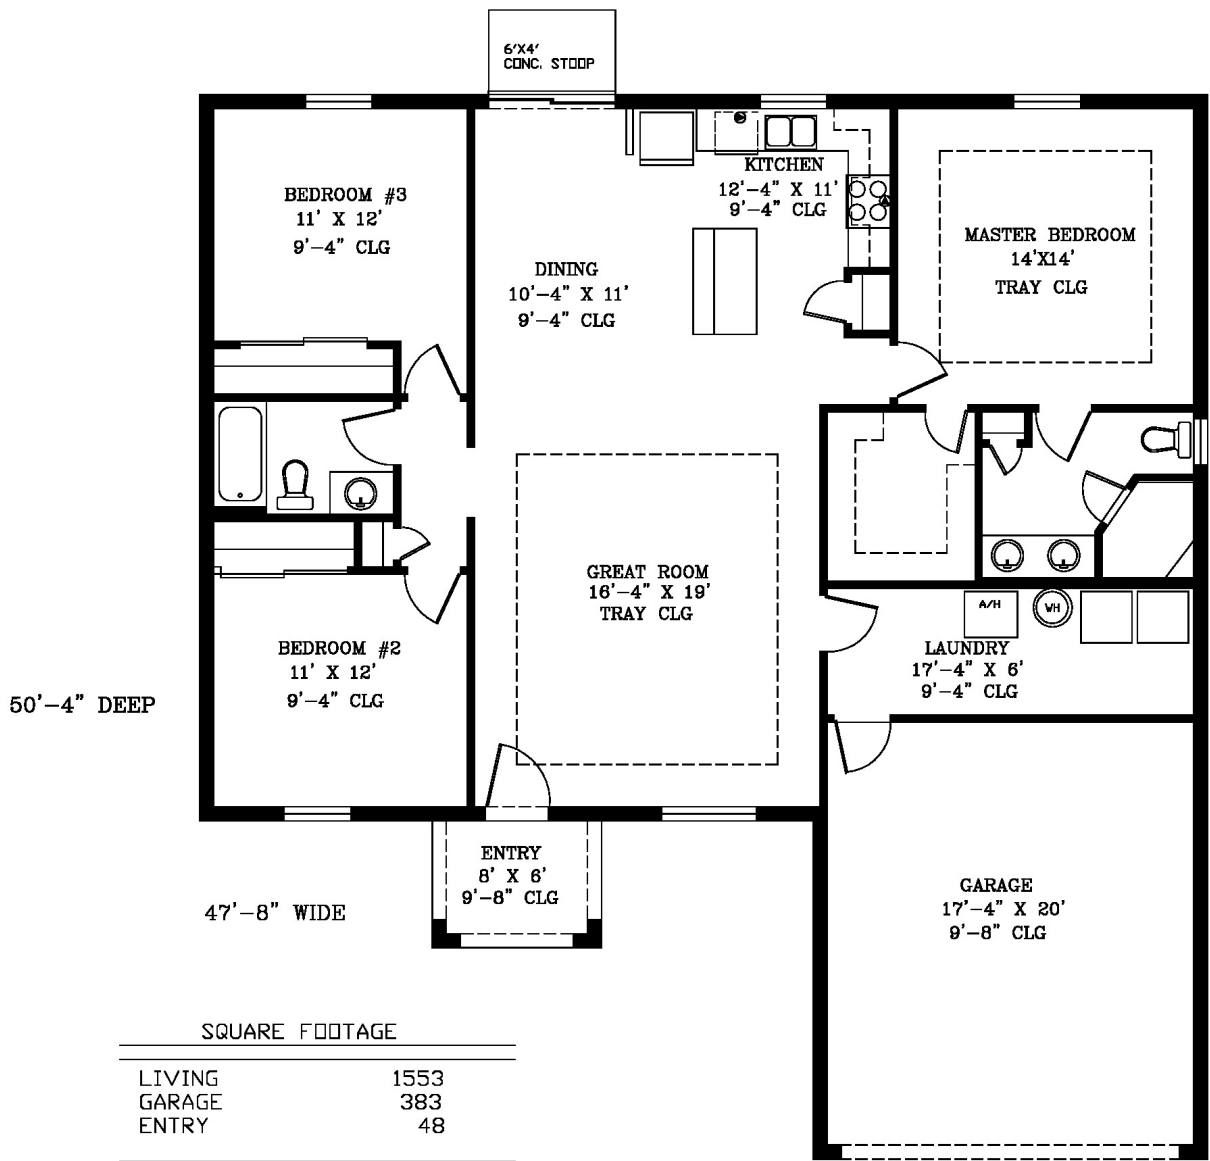 6'X4'
CONC. STOOP
BEDROOM #3
11' X 12'
9'-4" CLG
DINING
10'-4" X 11'
9'-4" CLG
KITCHEN
12'-4" X 11'
9'-4" CLG
MASTER BEDROOM
14'X14'
TRAY CLG
GREAT ROOM
16'-4" X 19'
TRAY CLG
A/H
WH
LAUNDRY
17'-4" X 6'
9'-4" CLG
BEDROOM #2
11' X 12'
9'-4" CLG
50'-4" DEEP
ENTRY
8' X 6'
9'-8" CLG
47'-8" WIDE
GARAGE
17'-4" X 20'
9'-8" CLG
SQUARE FOOTAGE
LIVING 1553
GARAGE 383
ENTRY 48